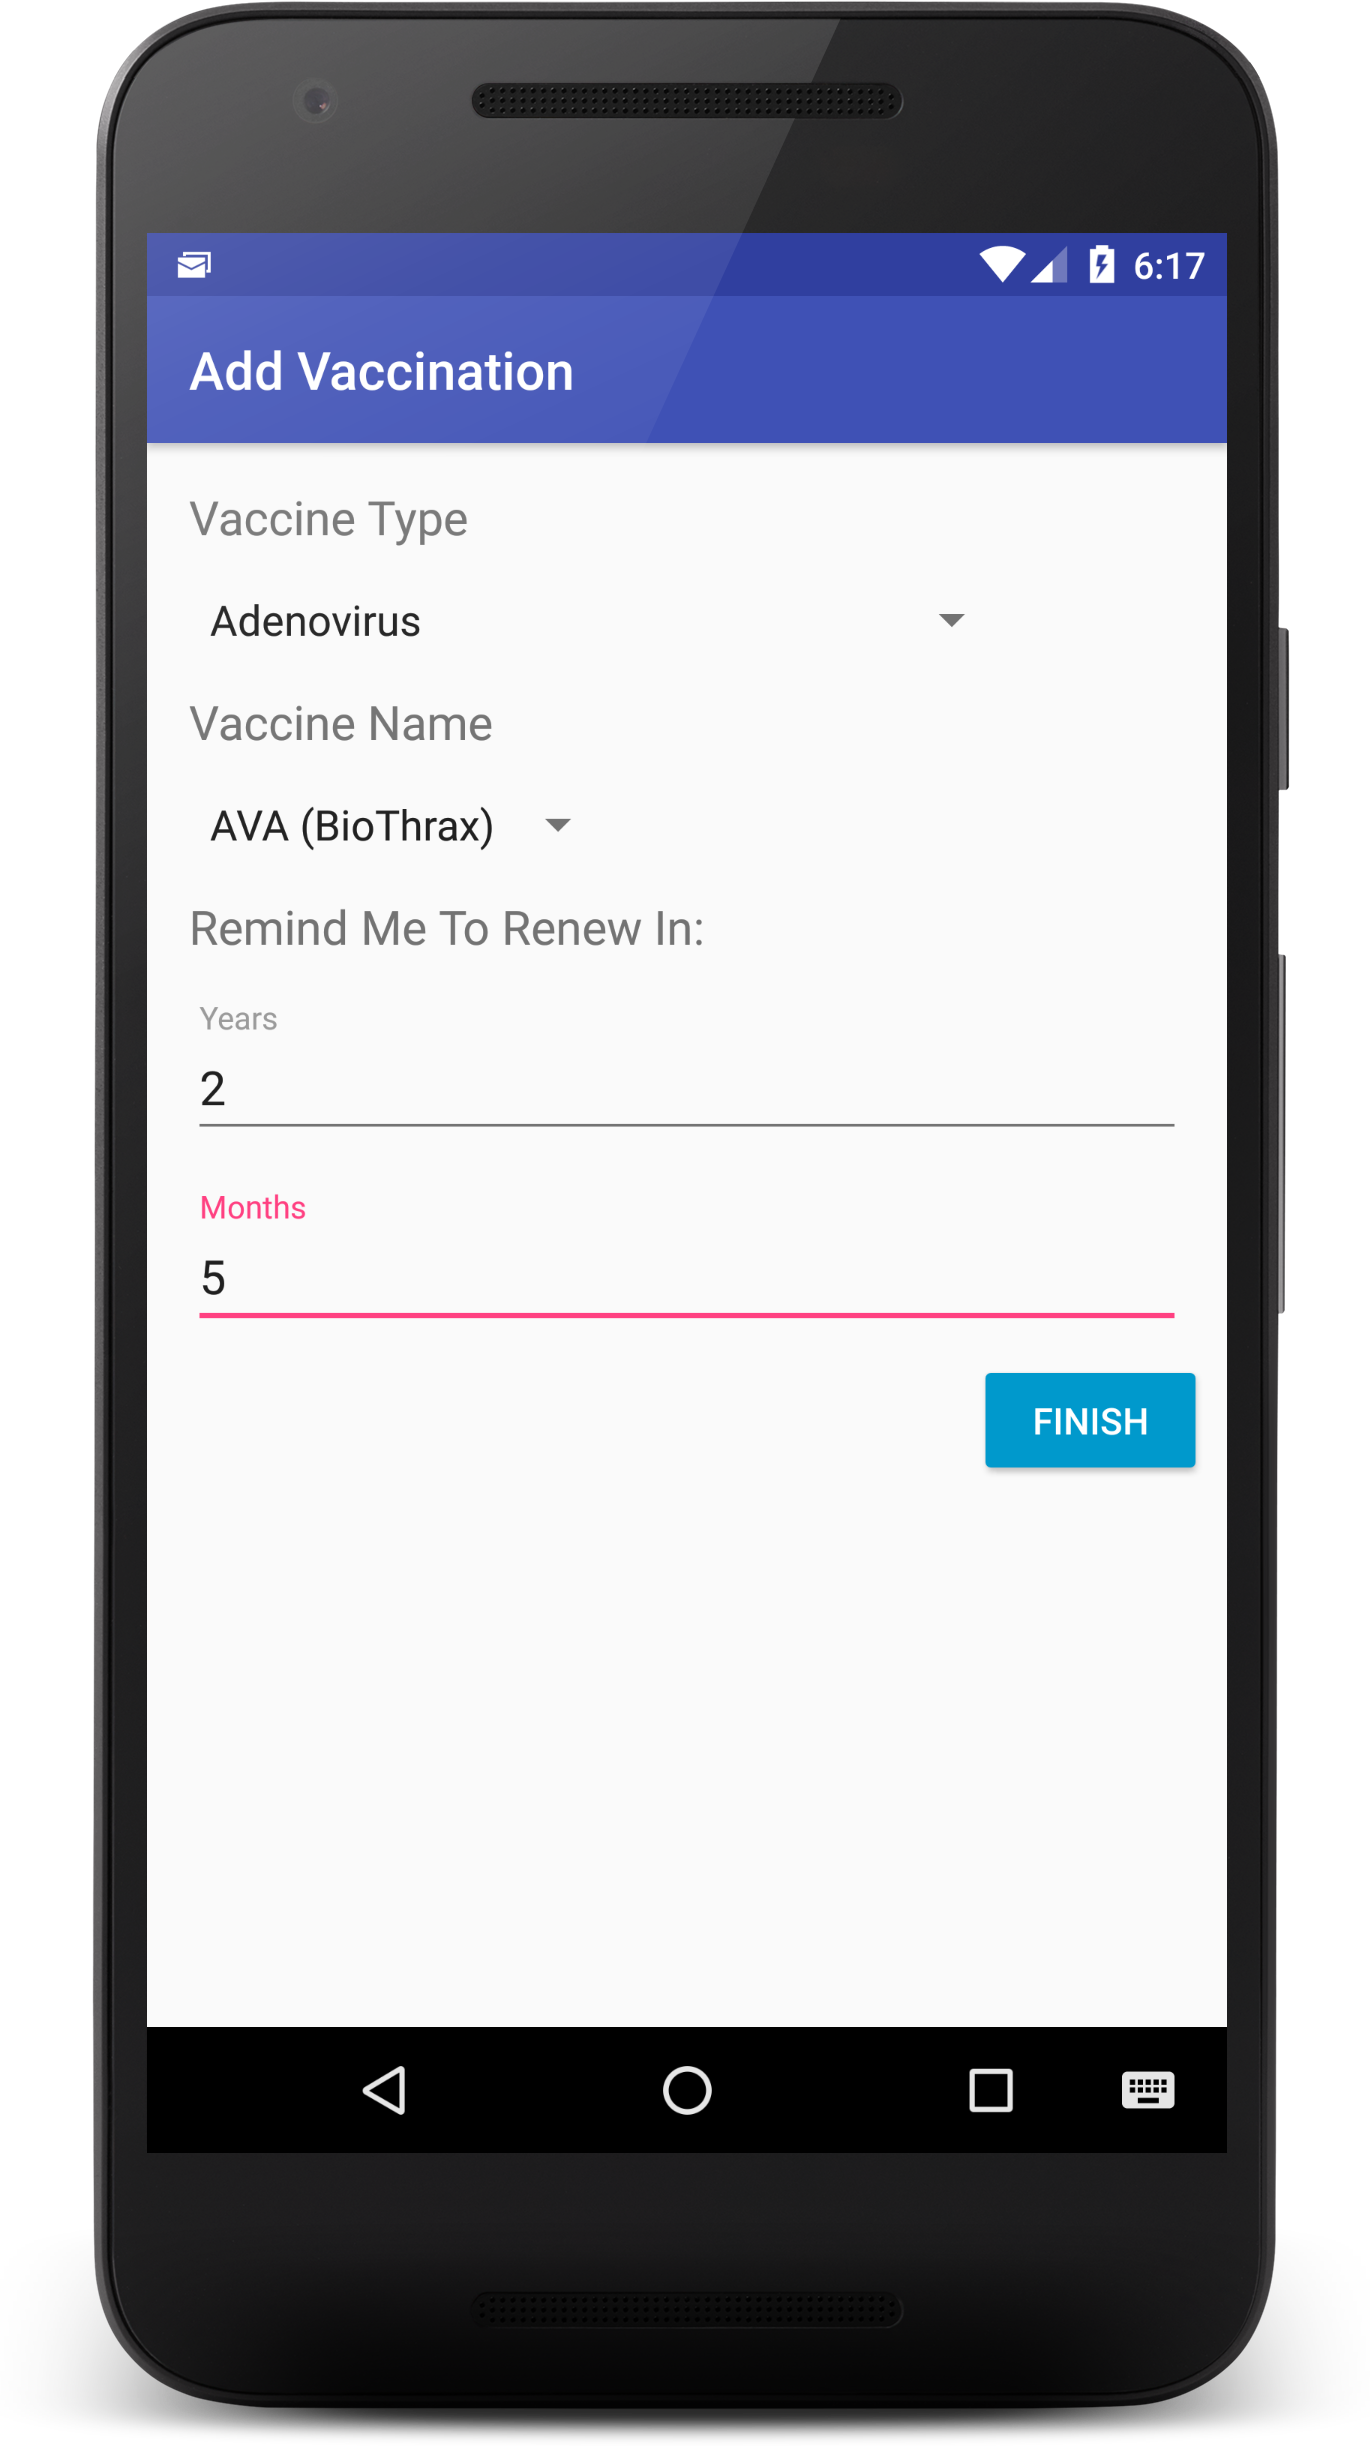 6:17
Add Vaccination
Vaccine Type
Adenovirus
Vaccine Name
AVA (BioThrax)
Remind Me To Renew In:
Years
2
Months
5
FINISH